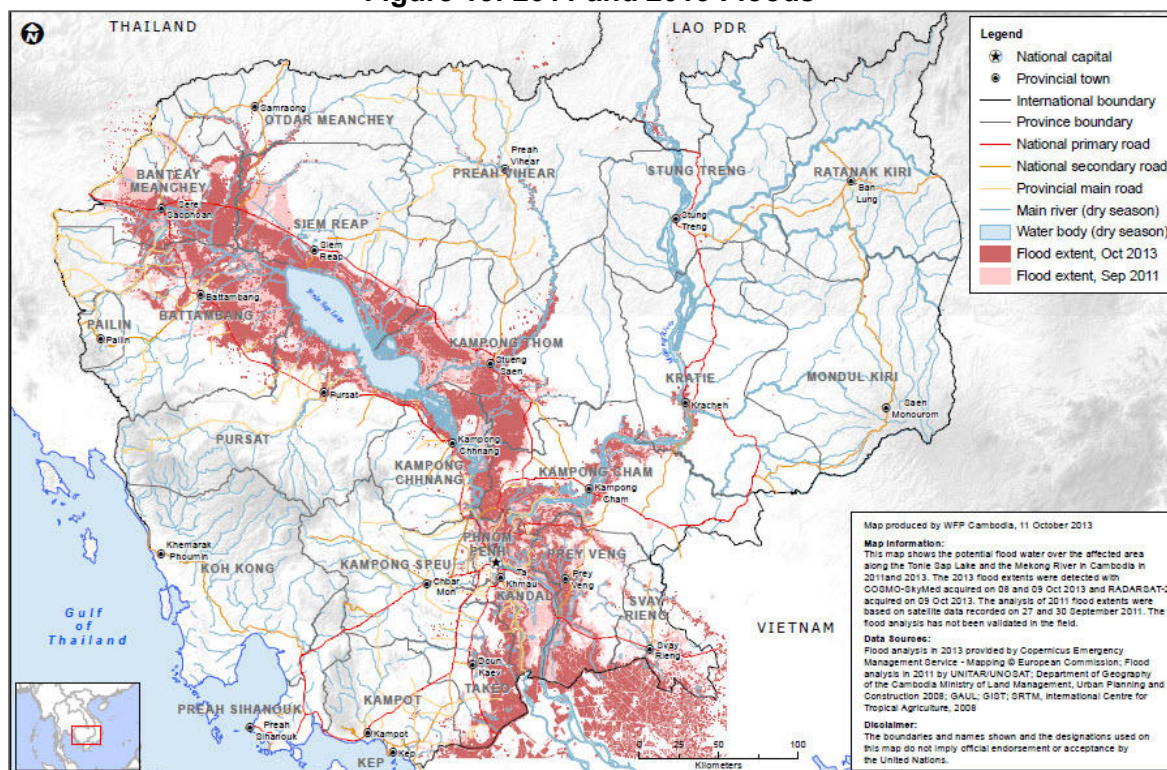 THAILAND
LAO PDR
Samraong
OTDAR MEANCHEY
Preah
Vihear
PREAH VIHEAR
STUNG TRENG
RATANAK KIRI
Ban
Lung
BANTEAY
MEANCHEY
Serei
Saophoan
SIEM REAP
Siem
Reap
Stung
Treng
Battambang
BATTAMBANG
Tonle Sap Lake
PAILIN
Pailin
KAMPONG THOM
Stueng
Saen
Mekong River
KRATIE
Kracheh
MONDUL KIRI
Saen
Monourom
Pursat
PURSAT
Kampong
Chhnang
KAMPONG
CHHNANG
KAMPONG CHAM
Kampong
Cham
PHNOM
PENH
PREY VENG
Khemarak
Phoumin
KOH KONG
KAMPONG SPEU
Chbar
Mon
Ta
Khmau
Prey
Veng
KANDAL
SVAY
RIENG
Svay
Rieng
VIETNAM
Gulf
of
Thailand
Doun
Kaev
TAKEO
KAMPOT
PREAH SIHANOUK
Preah
Sihanouk
Kampot
Kep
KEP
0 25 50 100
Kilometers
Legend
National capital
Provincial town
International boundary
Province boundary
National primary road
National secondary road
Provincial main road
Main river (dry season)
Water body (dry season)
Flood extent, Oct 2013
Flood extent, Sep 2011
Map produced by WFP Cambodia, 11 October 2013
Map Information:
This map shows the potential flood water over the affected area
along the Tonle Sap Lake and the Mekong River in Cambodia in
2011and 2013. The 2013 flood extents were detected with
COSMO-SkyMed acquired on 08 and 09 Oct 2013 and RADARSAT-2
acquired on 09 Oct 2013. The analysis of 2011 flood extents were
based on satellite data recorded on 27 and 30 September 2011. The
flood analysis has not been validated in the field.
Data Sources:
Flood analysis in 2013 provided by Copernicus Emergency
Management Service - Mapping © European Commission; Flood
analysis in 2011 by UNITAR/UNOSAT; Department of Geography
of the Cambodia Ministry of Land Management, Urban Planning and
Construction 2008; GAUL; GIST; SRTM, International Centre for
Tropical Agriculture, 2008
Disclaimer:
The boundaries and names shown and the designations used on
this map do not imply official endorsement or acceptance by
the United Nations.